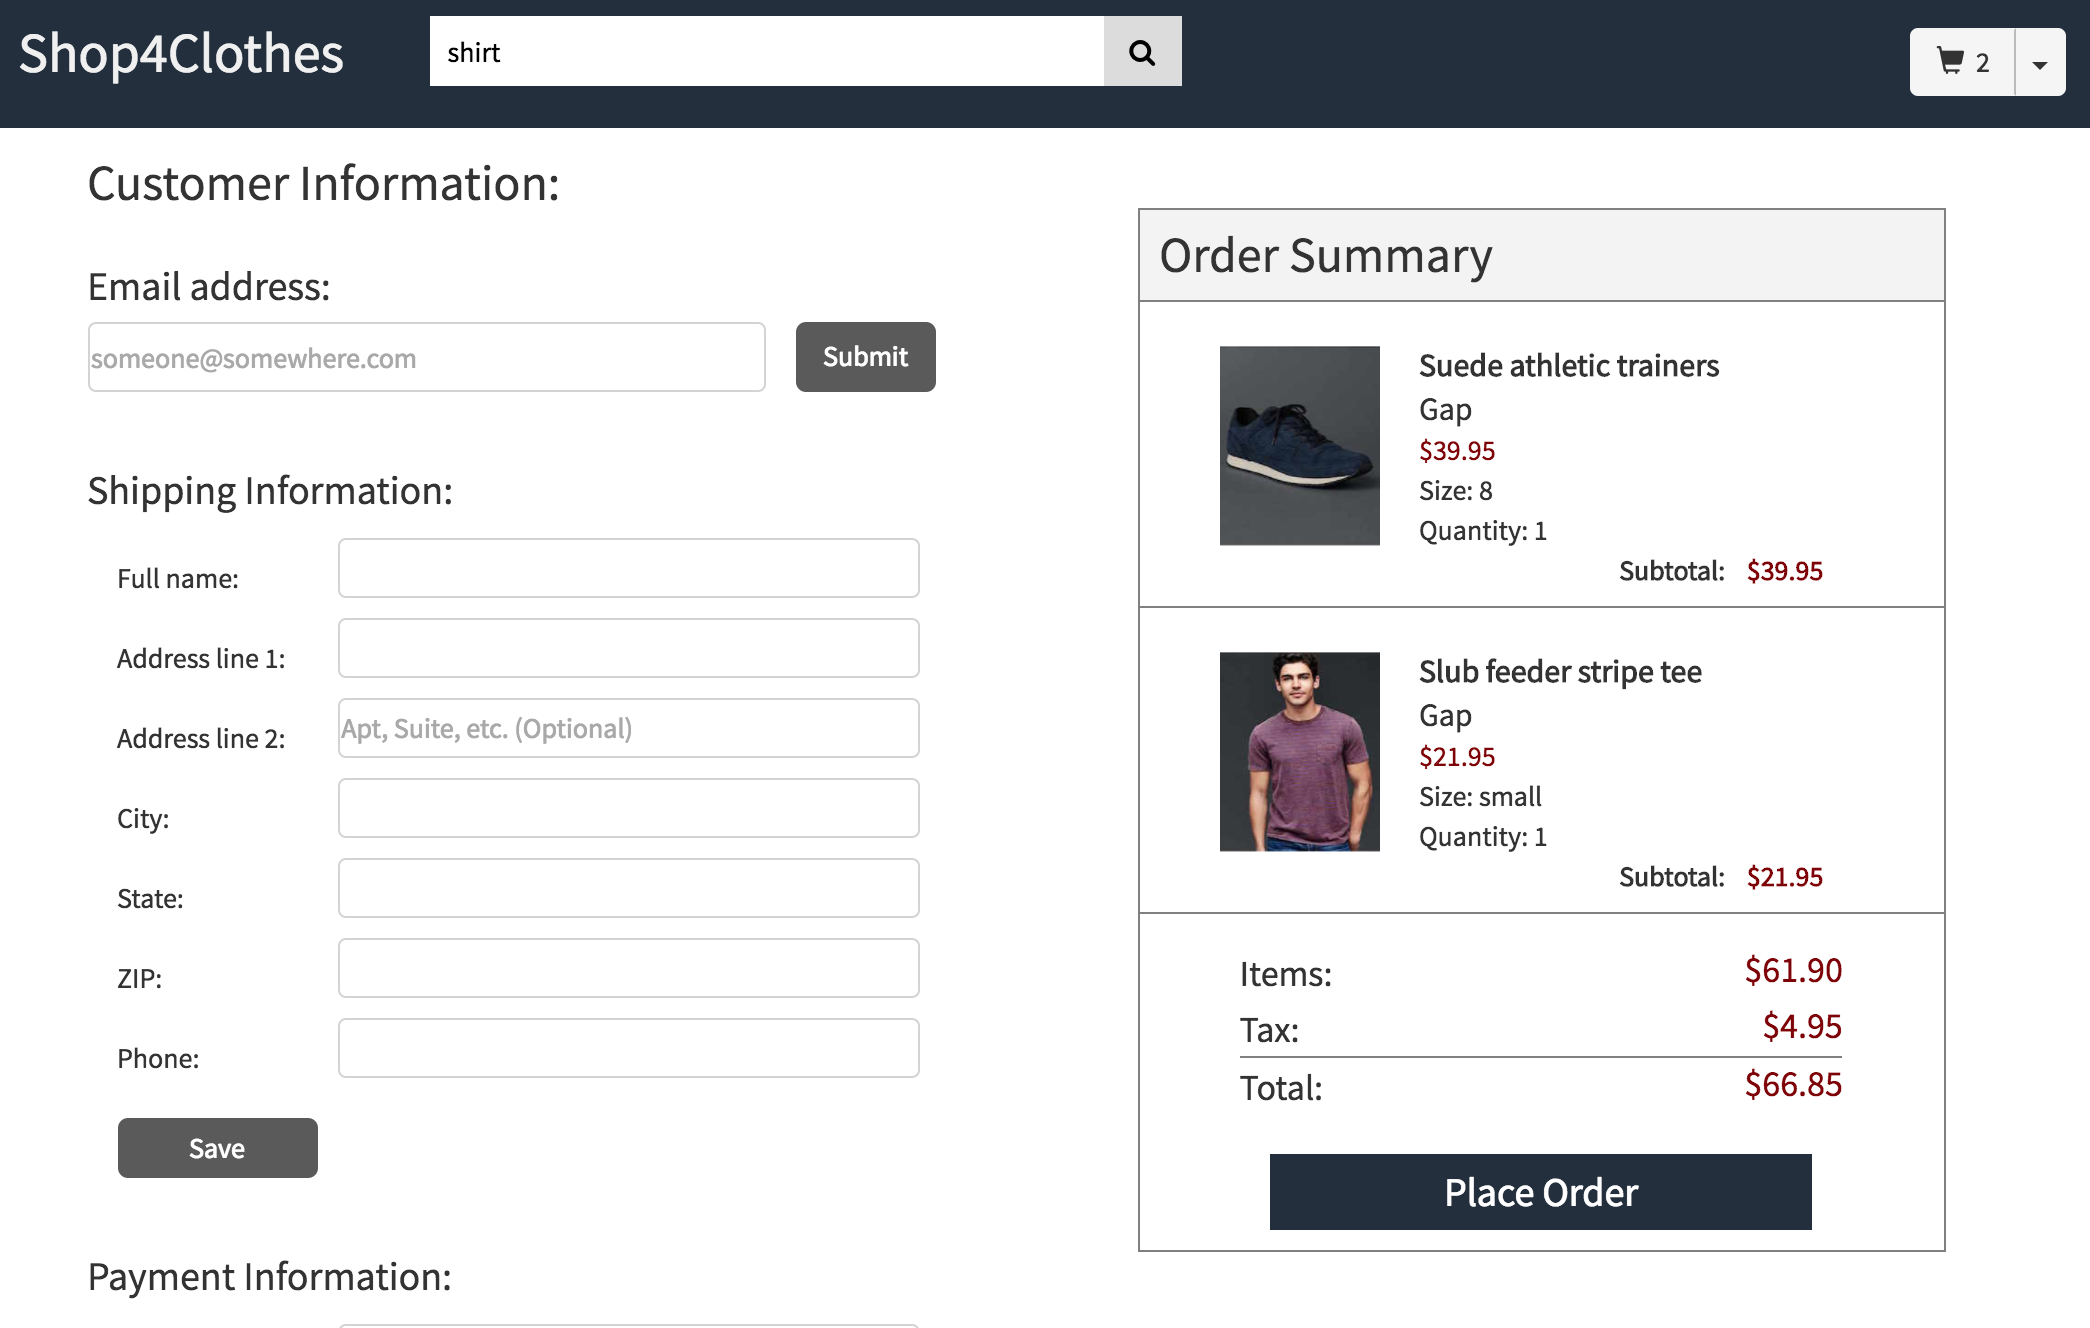 Shop4Clothes
shirt
2
Customer Information:
Email address:
someone@somewhere.com
Submit
Shipping Information:
Full name:
Address line 1:
Address line 2:
Apt, Suite, etc. (Optional)
City:
State:
ZIP:
Phone:
Save
Payment Information:
Order Summary
Suede athletic trainers
Gap
$39.95
Size: 8
Quantity: 1
Subtotal: $39.95
Slub feeder stripe tee
Gap
$21.95
Size: small
Quantity: 1
Subtotal: $21.95
Items: $61.90
Tax: $4.95
Total: $66.85
Place Order